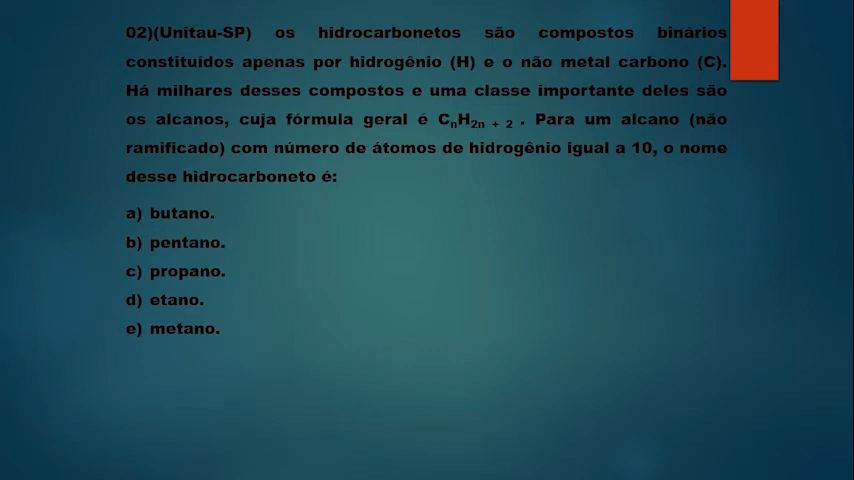 02)(Unitau-SP) os hidrocarbonetos são compostos binários
constituídos apenas por hidrogênio (H) e o não metal carbono (C).
Há milhares desses compostos e uma classe importante deles são
os alcanos, cuja fórmula geral é CnH2n + 2 . Para um alcano (não
ramificado) com número de átomos de hidrogênio igual a 10, o nome
desse hidrocarboneto é:
a) butano.
b) pentano.
c) propano.
d) etano.
e) metano.